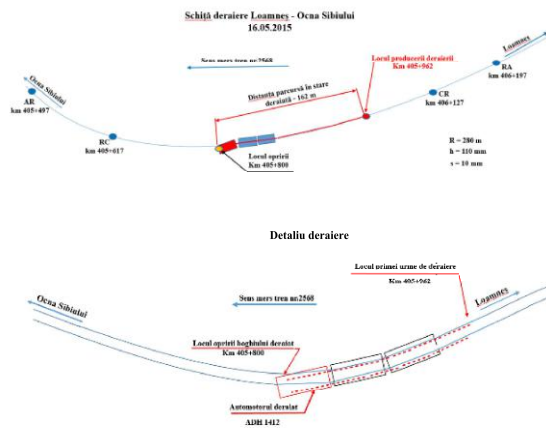 Schiță deraiere Loamneș - Ocna Sibiului
16.05.2015
Sens mers tren nr.2568
Loamnes
RA
km 406+197
Locul producerii deraierii
Km 405+962
Ocna Sibiului
AR
km 405+497
Distanta parcursă în stare
deraiată - 162 m
CR
km 406+127
RC
km 405+617
Locul opririi
Km 405+800
R = 280 m
h = 110 mm
s = 10 mm
Detaliu deraiere
Locul primei urme de deraiere
Km 405+962
Ocna Sibiului
Sens mers tren nr.2568
Loamnes
Locul opririi boghiului deraiat
Km 405+800
Automotorul deraiat
ADH 1412